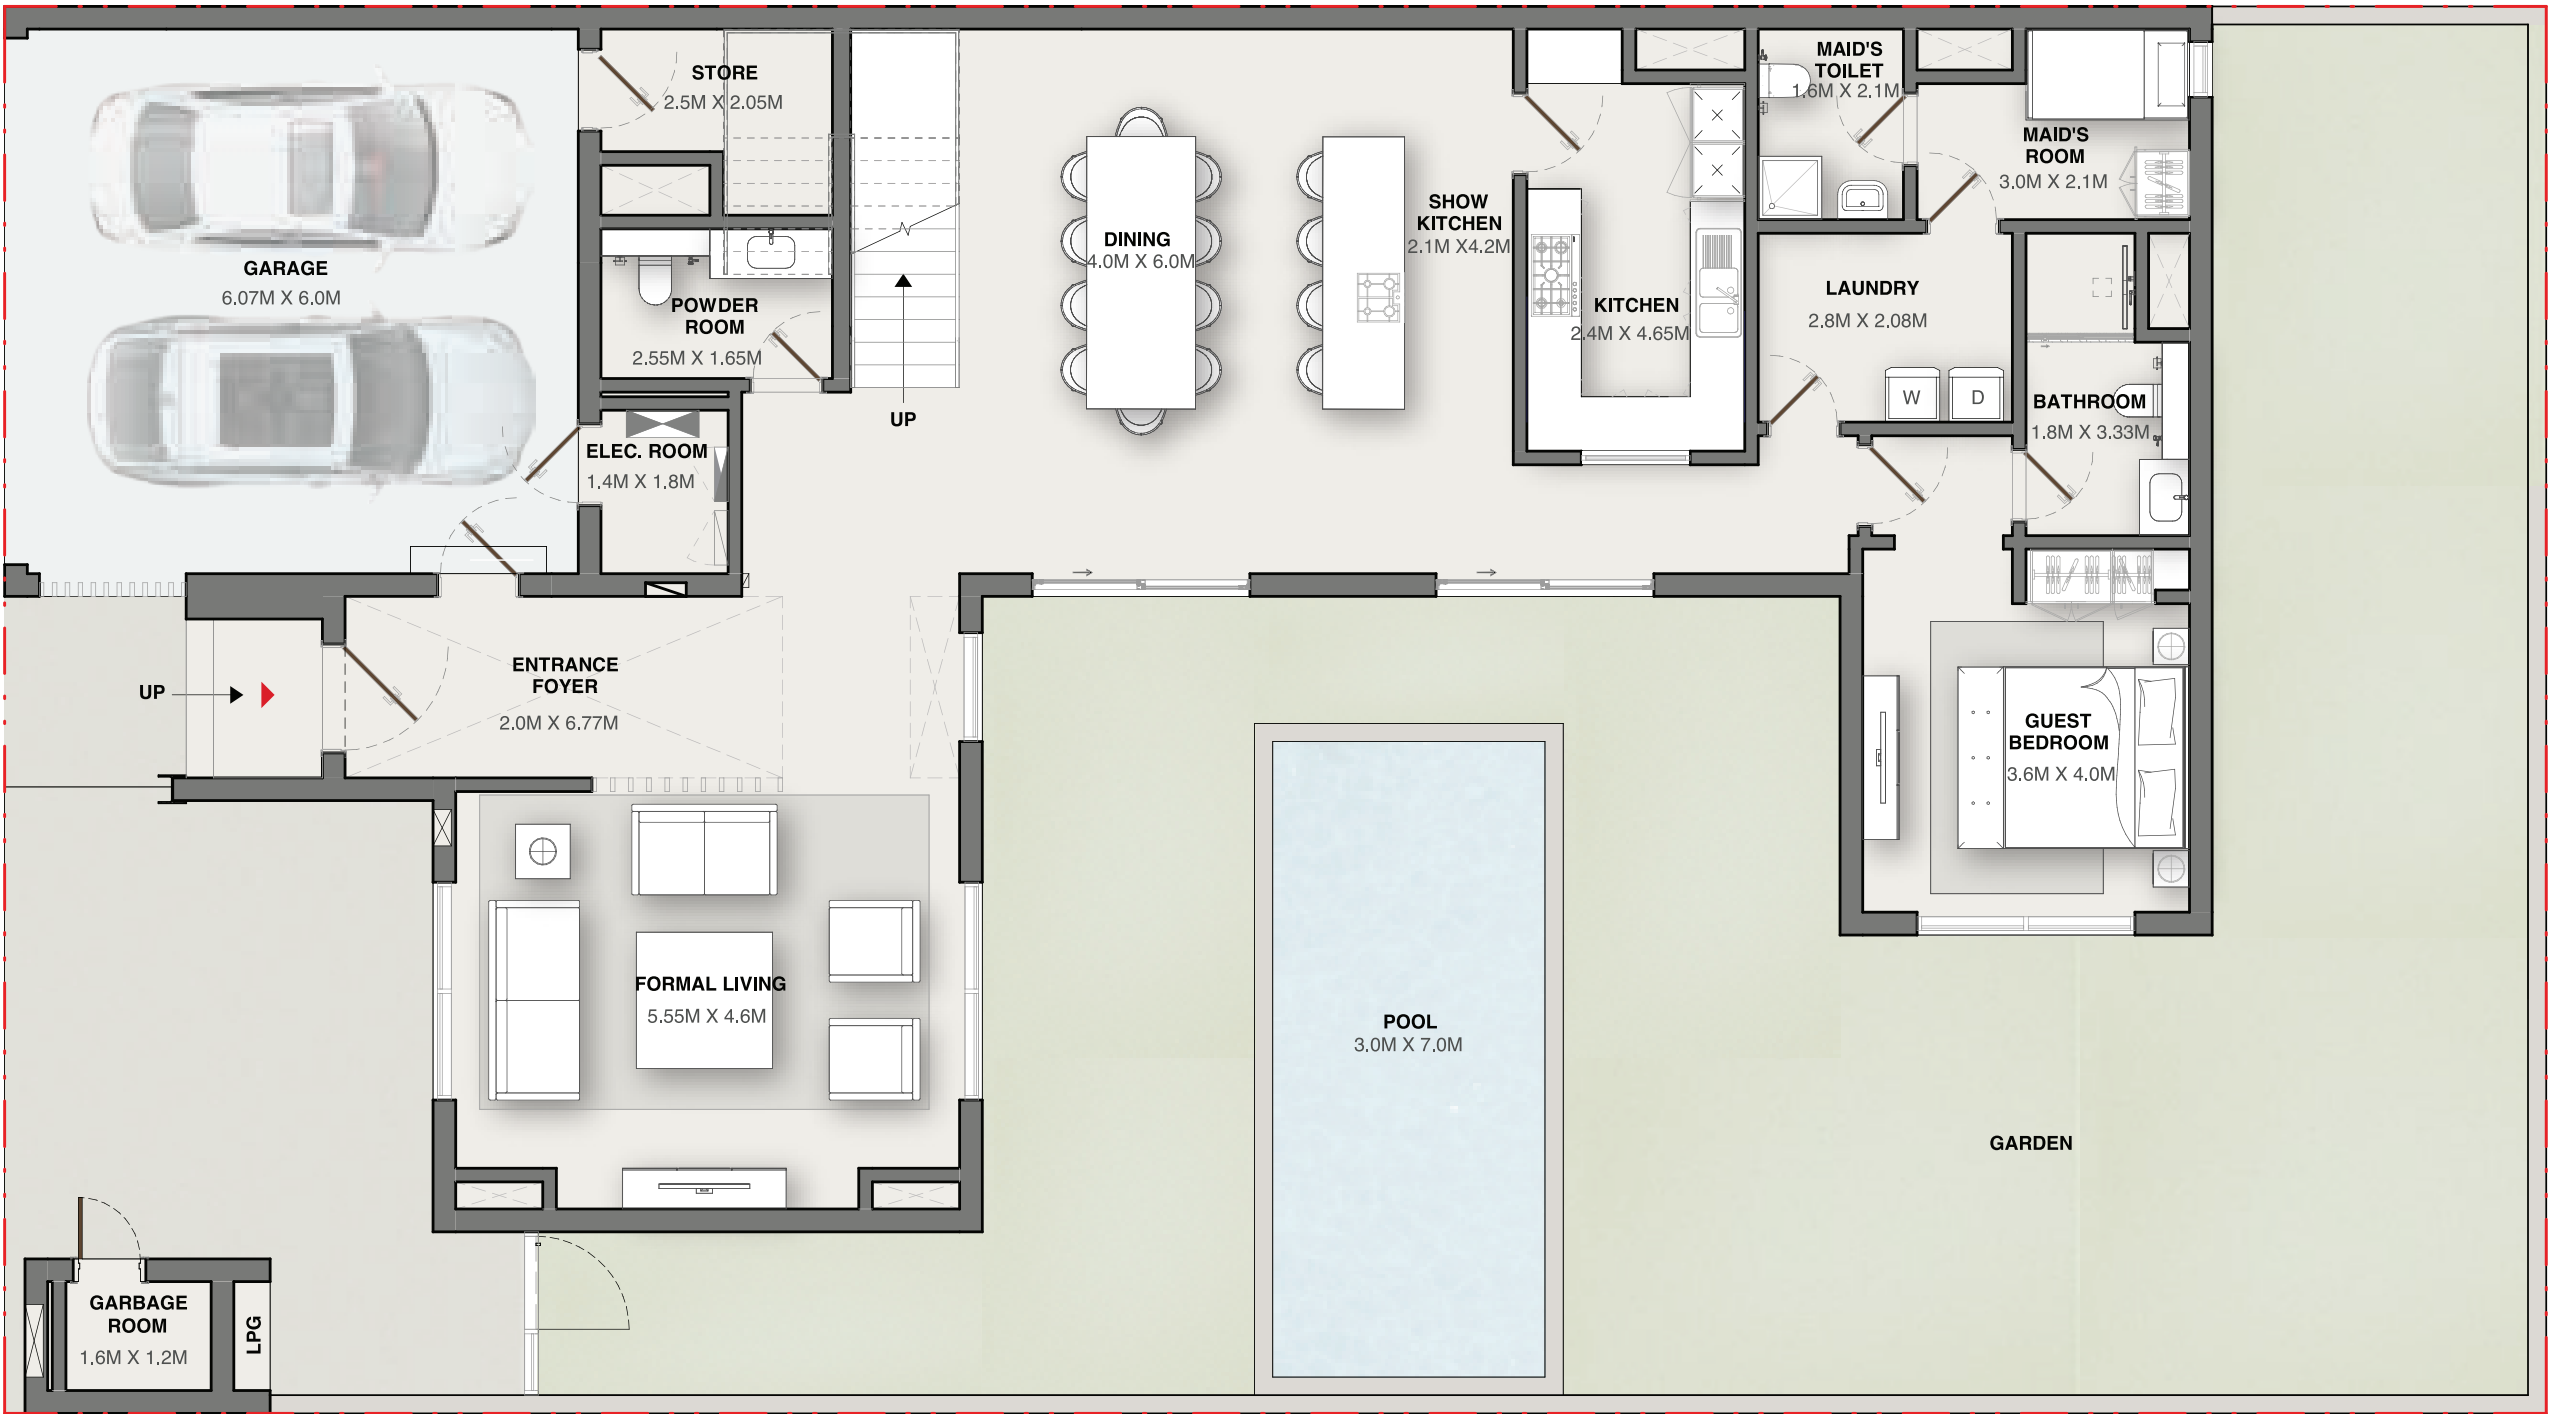 STORE
2.5M X 2.05M
MAID'S
TOILET
1.6M X 2.1M
MAID'S
ROOM
3.0M X 2.1M
GARAGE
6.07M X 6.0M
DINING
4.0M X 6.0M
SHOW
KITCHEN
2.1M X4.2M
POWDER
ROOM
2.55M X 1.65M
KITCHEN
2.4M X 4.65M
LAUNDRY
2.8M X 2.08M
W
D
UP
BATHROOM
1.8M X 3.33M
ELEC. ROOM
1.4M X 1.8M
UP
ENTRANCE
FOYER
2.0M X 6.77M
GUEST
BEDROOM
3.6M X 4.0M
FORMAL LIVING
5.55M X 4.6M
POOL
3.0M X 7.0M
GARDEN
GARBAGE
ROOM
1.6M X 1.2M
LPG